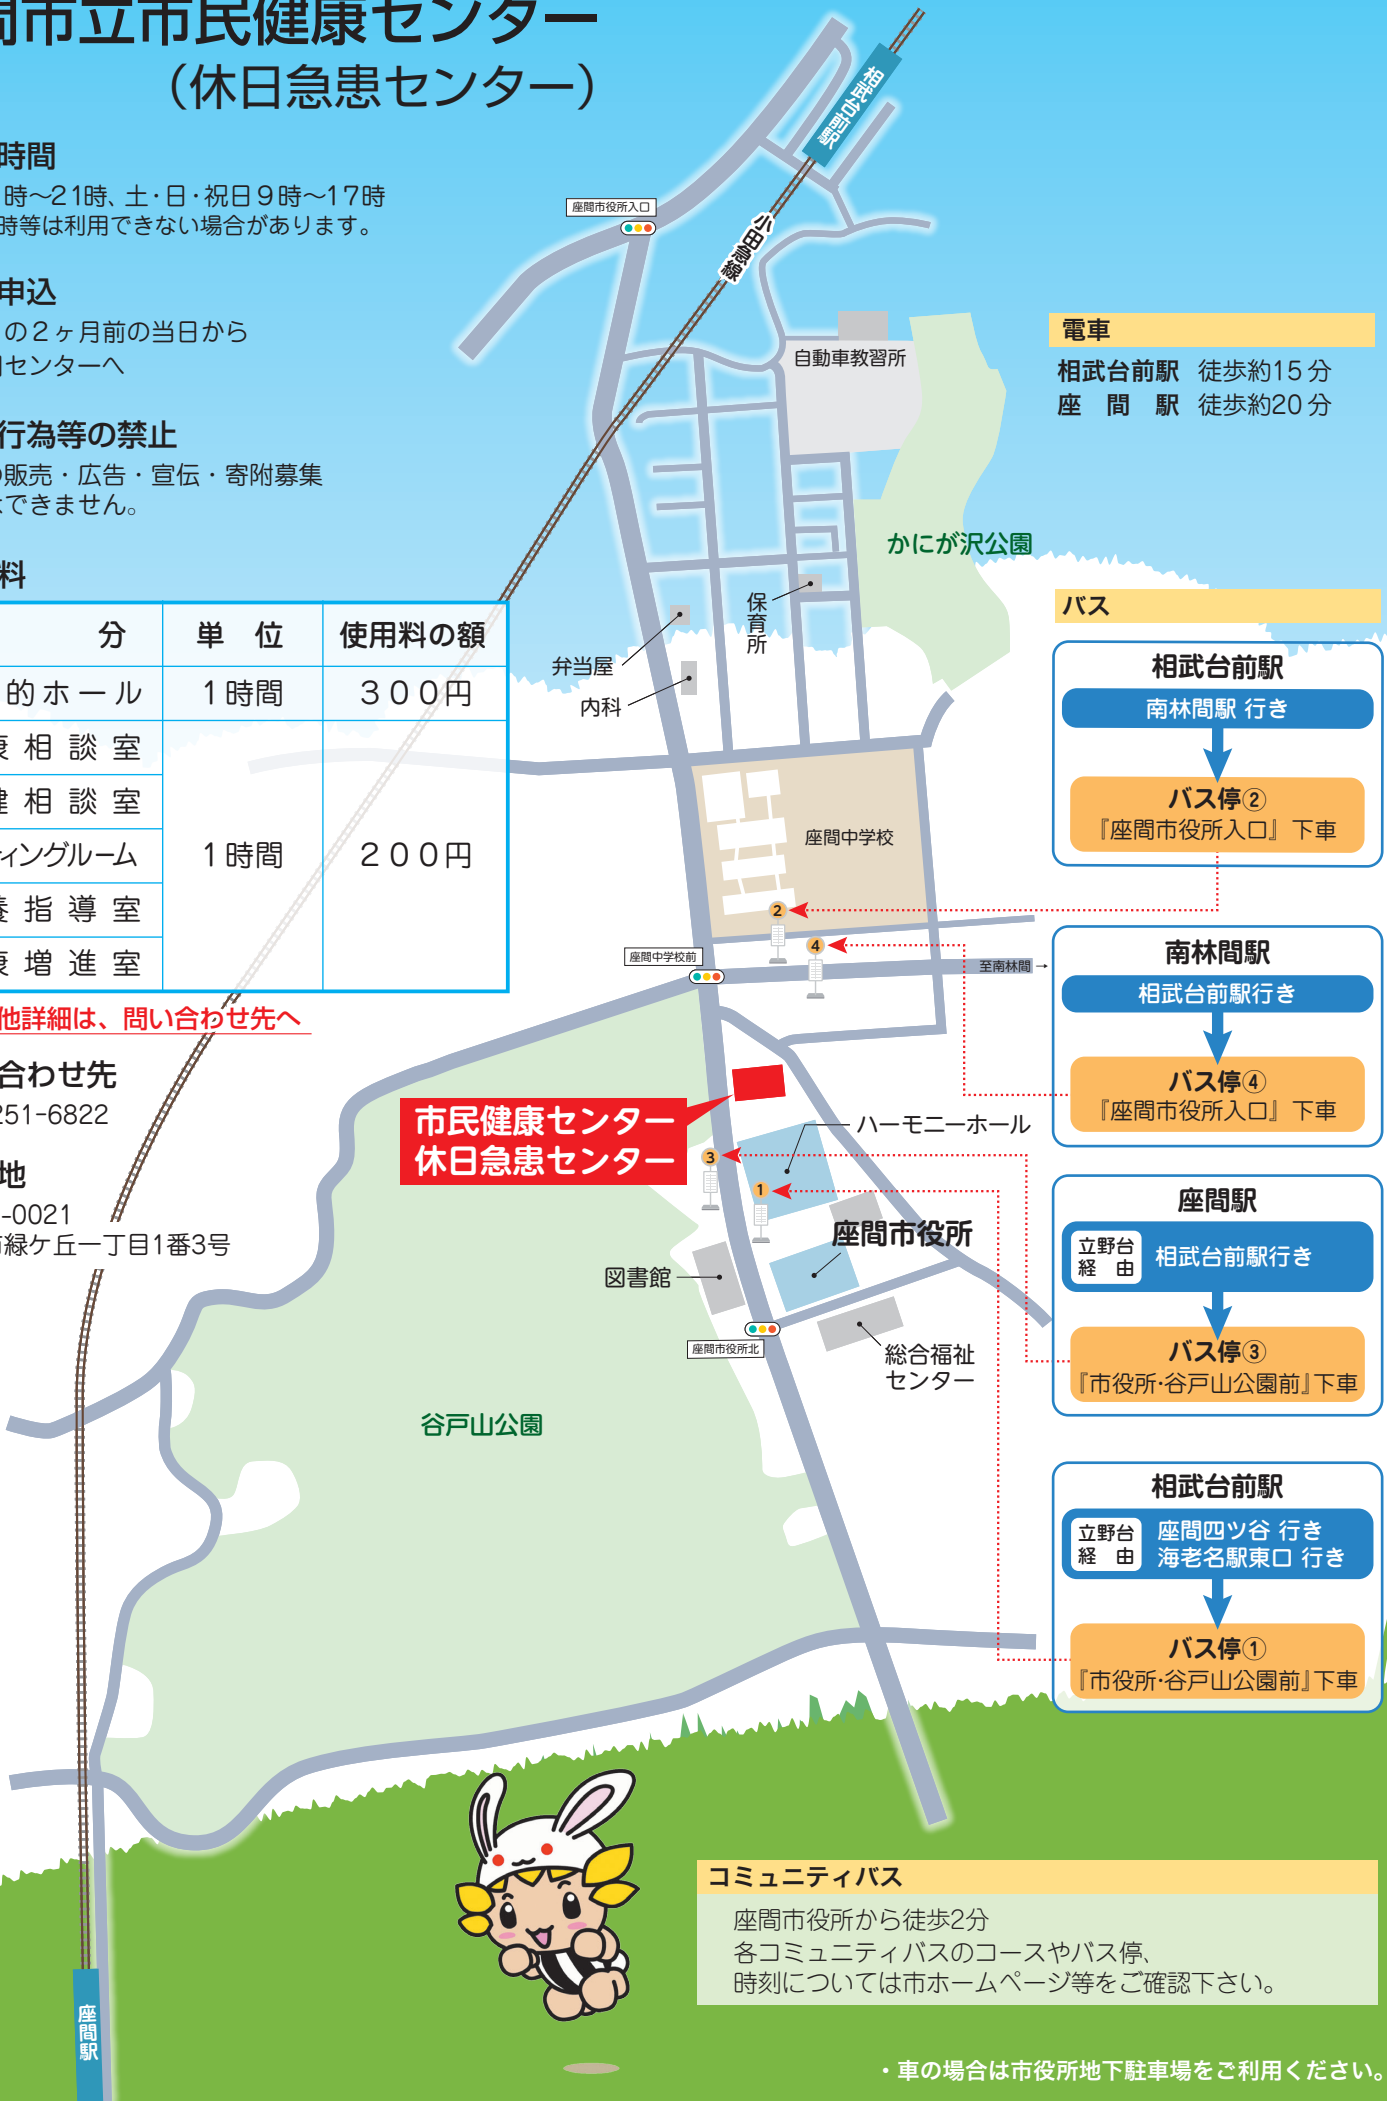 間市立市民健康センター
（休日急患センター）
時間
時〜21時、土・日・祝日９時〜17時
時等は利用できない場合があります。
申込
の２ヶ月前の当日から
センターへ
行為等の禁止
の販売・広告・宣伝・寄附募集
はできません。
料
分 単　位 使用料の額
的ホール １時間 ３００円
康相談室
健相談室
ィングルーム １時間 ２００円
養指導室
康増進室
他詳細は、問い合わせ先へ
合わせ先
251-6822
地
-0021
市緑ケ丘一丁目1番3号
相武台前駅
小田急線
座間市役所入口
自動車教習所
かにが沢公園
保育所
弁当屋
内科
座間中学校
2
4
座間中学校前
至南林間→
市民健康センター
休日急患センター
ハーモニーホール
3
1
座間市役所
図書館
座間市役所北
総合福祉
センター
谷戸山公園
座間駅
電車
相武台前駅　徒歩約15分
座　間　駅　徒歩約20分
バス
相武台前駅
南林間駅 行き
バス停②
『座間市役所入口』下車
南林間駅
相武台前駅行き
バス停④
『座間市役所入口』下車
座間駅
立野台
経　由
相武台前駅行き
バス停③
『市役所・谷戸山公園前』下車
相武台前駅
立野台
経　由
座間四ツ谷 行き
海老名駅東口 行き
バス停①
『市役所・谷戸山公園前』下車
コミュニティバス
座間市役所から徒歩2分
各コミュニティバスのコースやバス停、
時刻については市ホームページ等をご確認下さい。
・車の場合は市役所地下駐車場をご利用ください。